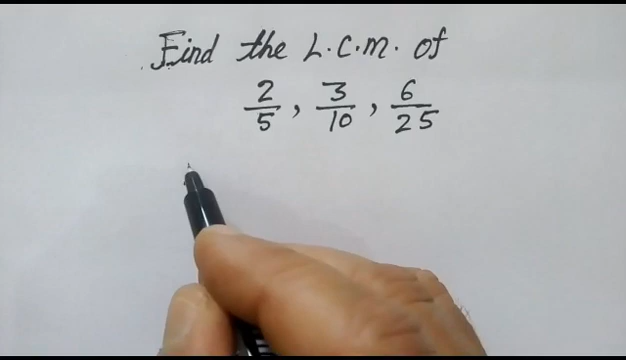 Find the L.C.M. of
2/5, 3/10, 6/25